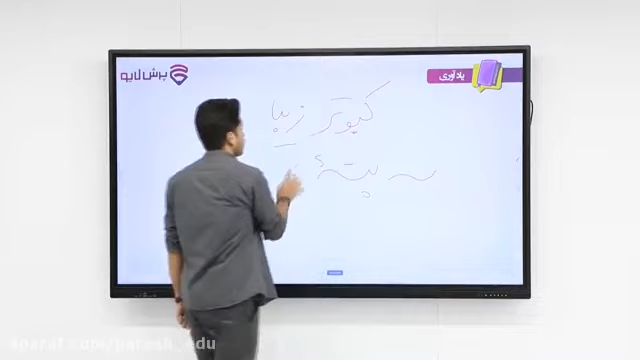 یادآوری
پرش لایو
کبوتر زیبا
aparat.com/paresh_edu